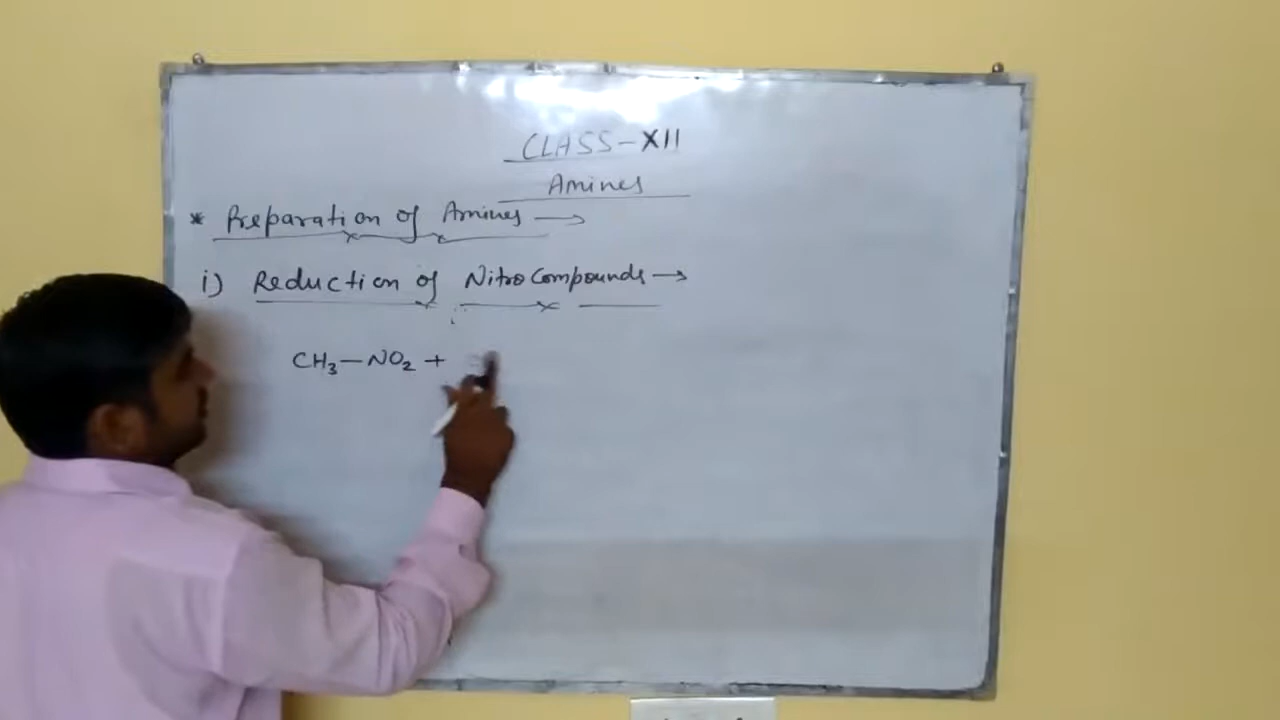 CLASS-XII
Amines
* Preparation of Amines →
i) Reduction of Nitro Compounds →
CH₃—NO₂ +